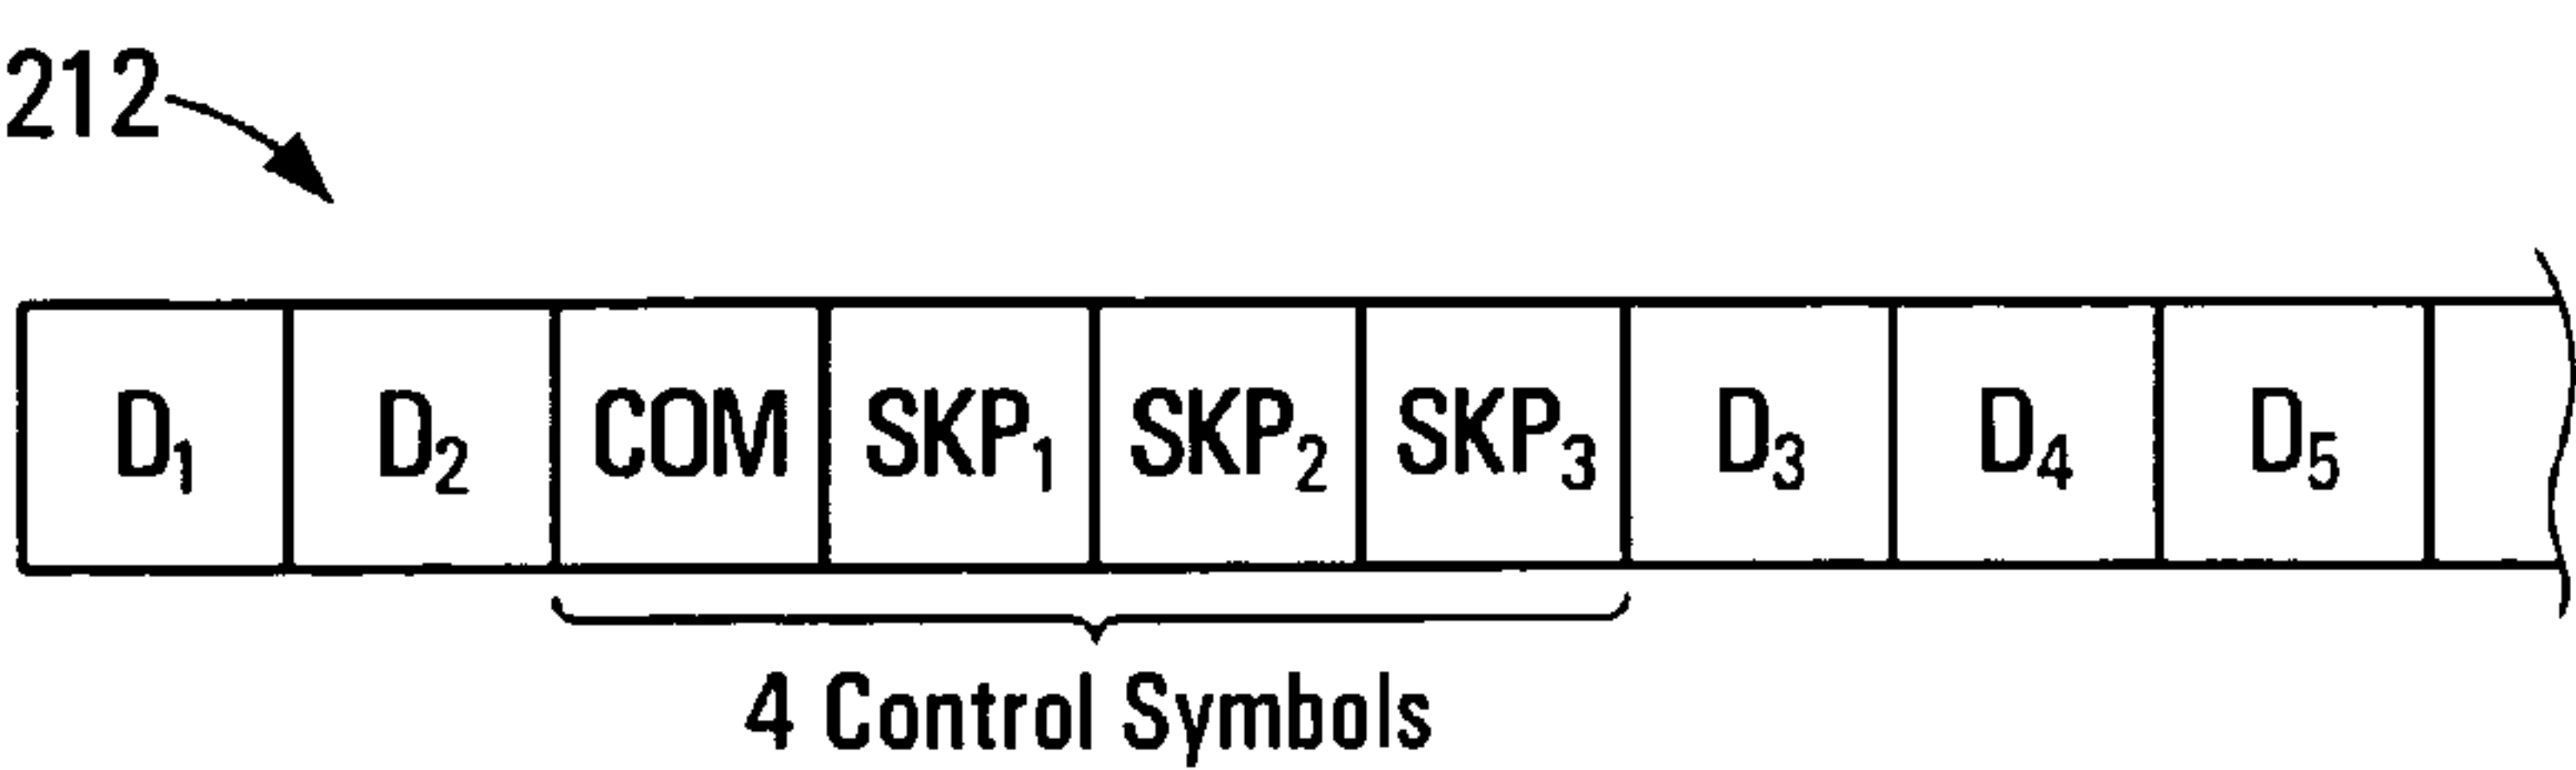 212
D₁ D₂ COM SKP₁ SKP₂ SKP₃ D₃ D₄ D₅
4 Control Symbols